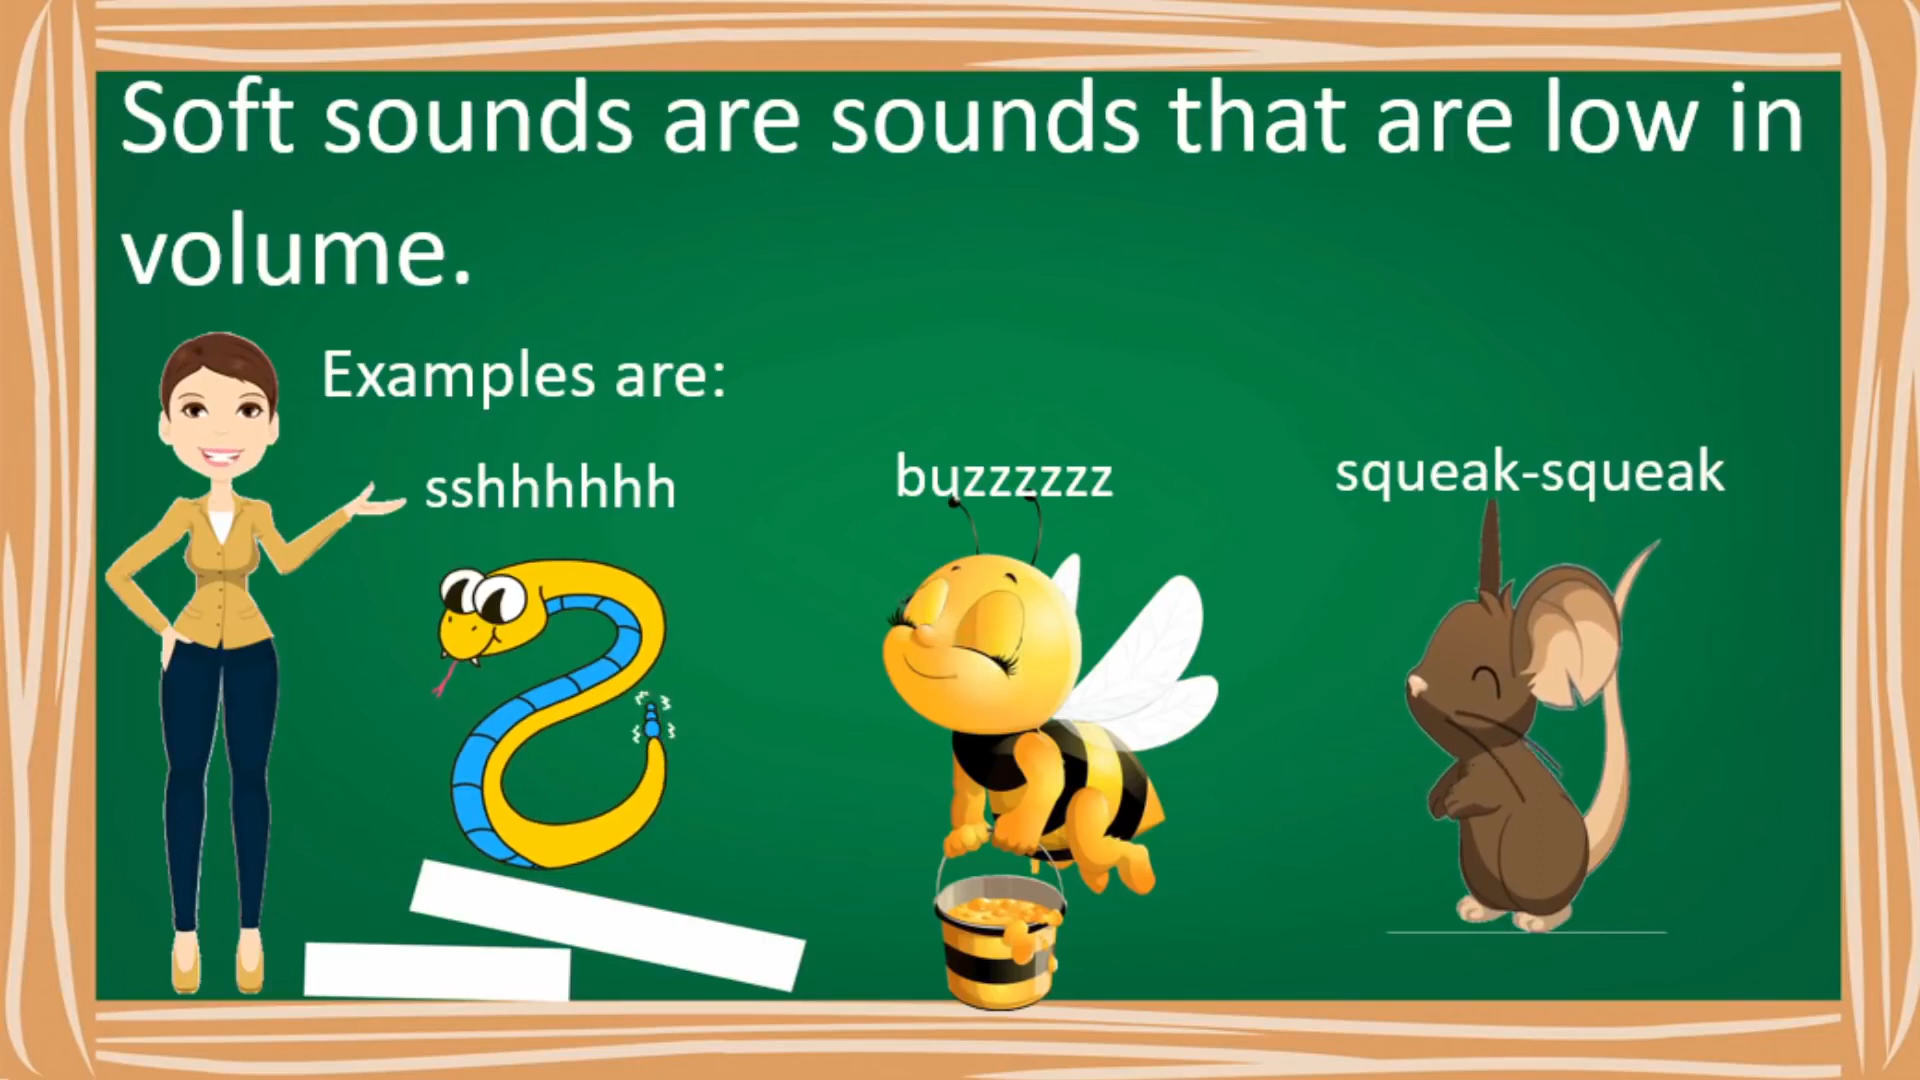 Soft sounds are sounds that are low in
volume.
Examples are:
sshhhhhh
buzzzzzz
squeak-squeak